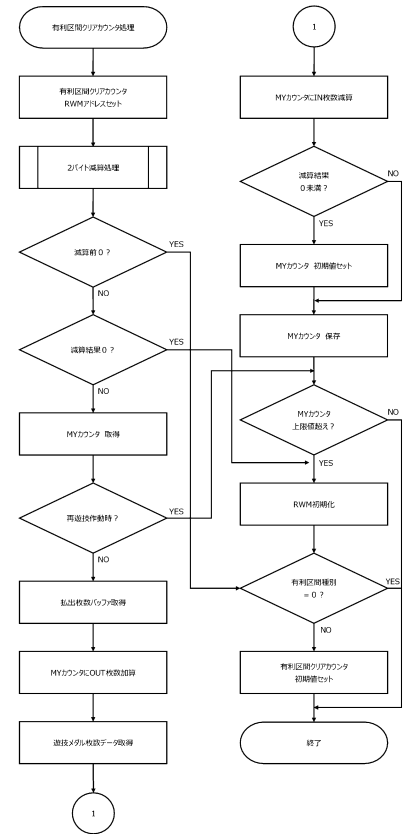 有利区間クリアカウンタ処理
有利区間クリアカウンタ
RWMアドレスセット
2バイト減算処理
減算前0？
YES
NO
減算結果0？
YES
NO
MYカウンタ 取得
再遊技作動時？
YES
NO
払出枚数バッファ取得
MYカウンタにOUT枚数加算
遊技メダル枚数データ取得
1
1
MYカウンタにIN枚数減算
減算結果
0未満？
NO
YES
MYカウンタ 初期値セット
MYカウンタ 保存
MYカウンタ
上限値超え？
NO
YES
RWM初期化
有利区間種別
=0？
YES
NO
有利区間クリアカウンタ
初期値セット
終了